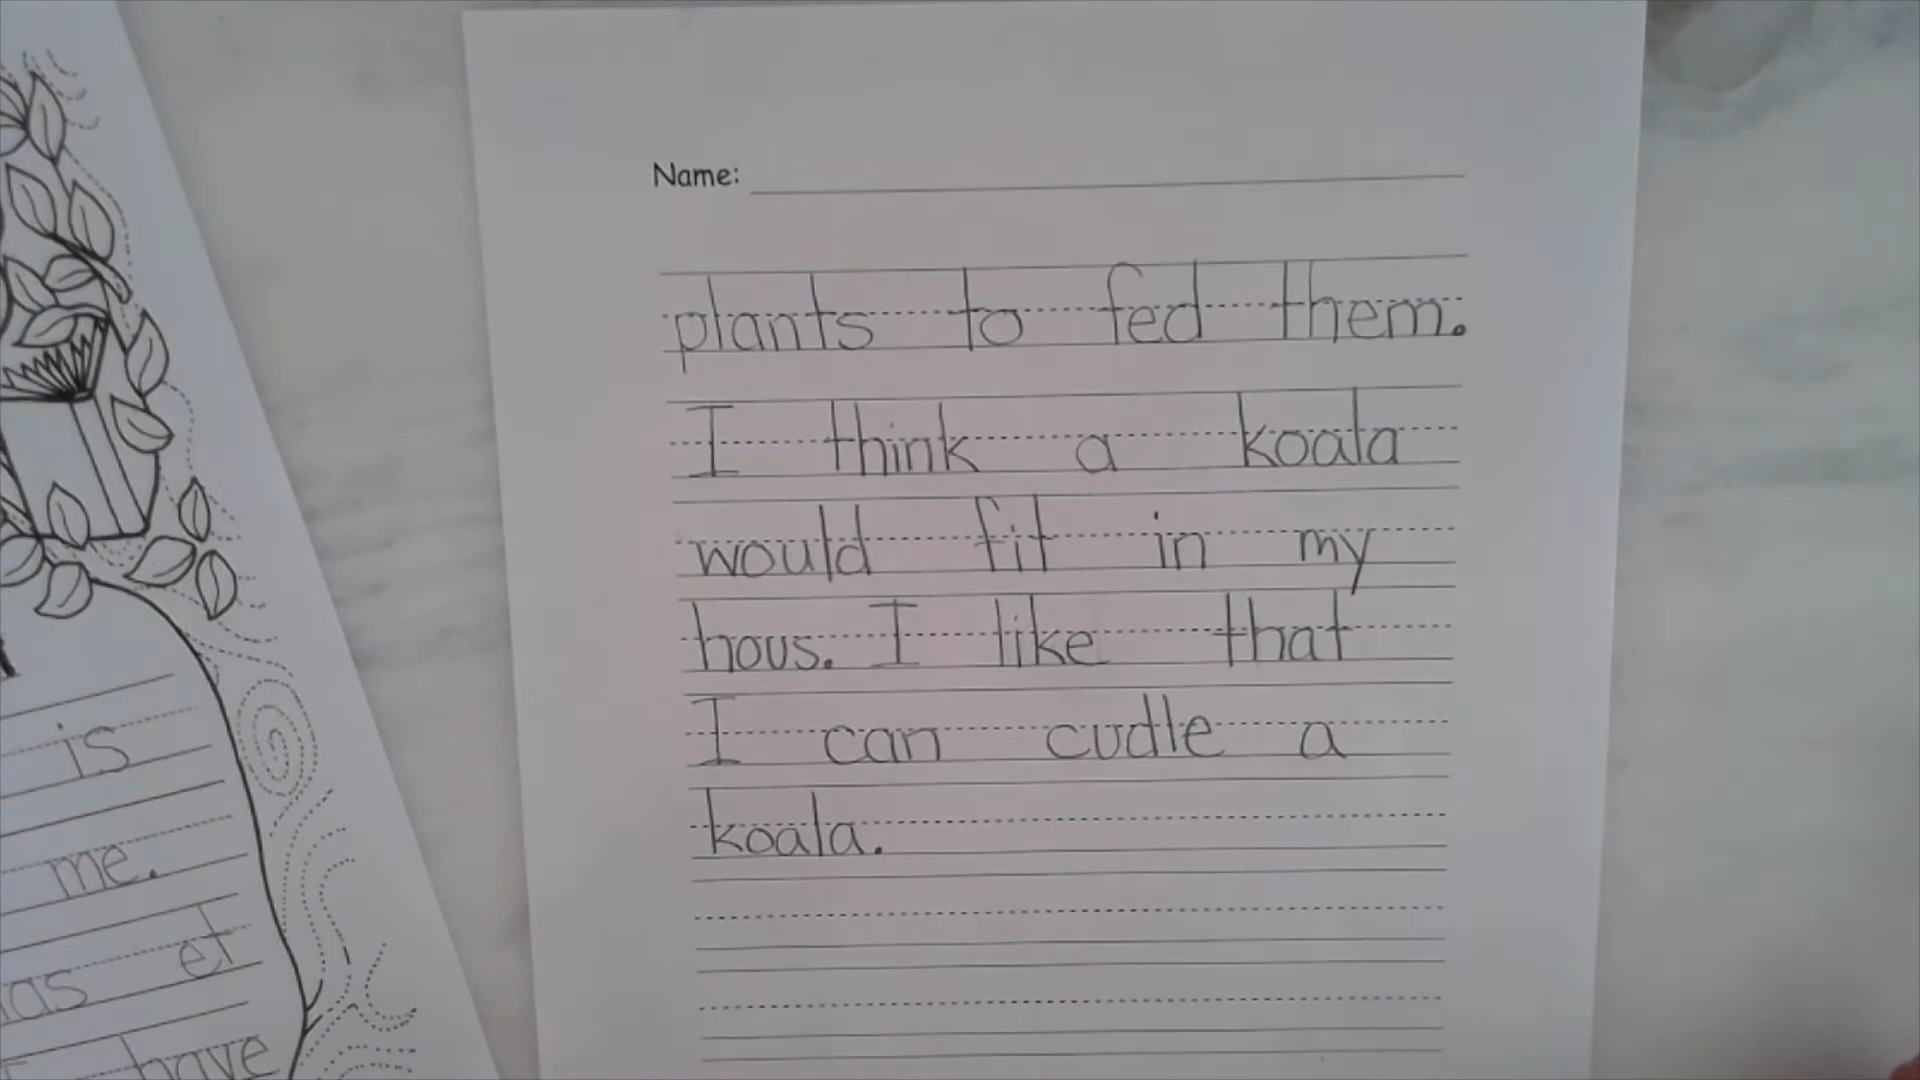 Name:
plants to fed them.
I think a koala
would fit in my
hous. I like that
I can cudle a
koala.
is
me.
as et
have